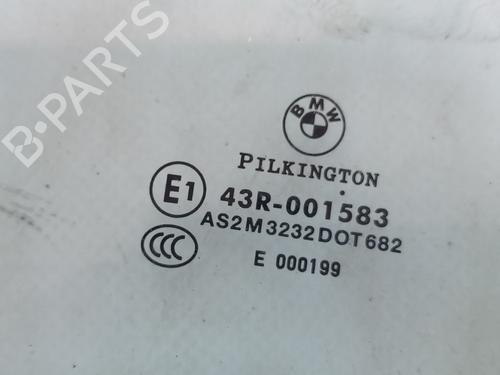 B-PARTS
BMW
PILKINGTON
E1 43R-001583
AS2M3232DOT682
CCC
E 000199